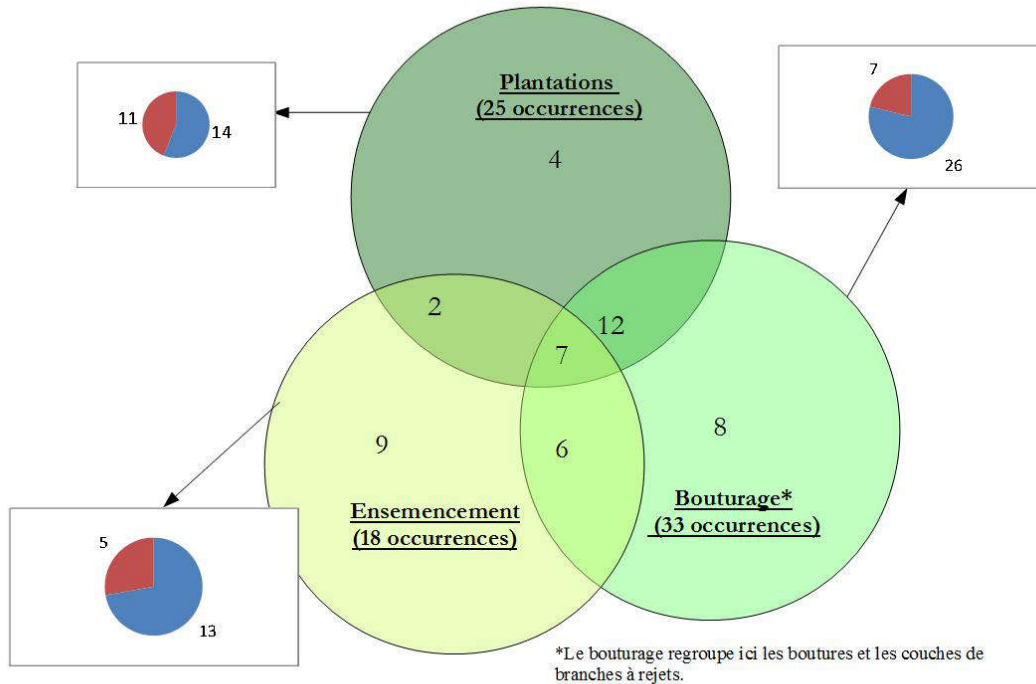 Plantations
(25 occurrences)
4
11
14
7
26
2
12
7
9
6
8
Ensemencement
(18 occurrences)
Bouturage*
(33 occurrences)
5
13
*Le bouturage regroupe ici les boutures et les couches de
branches à rejets.